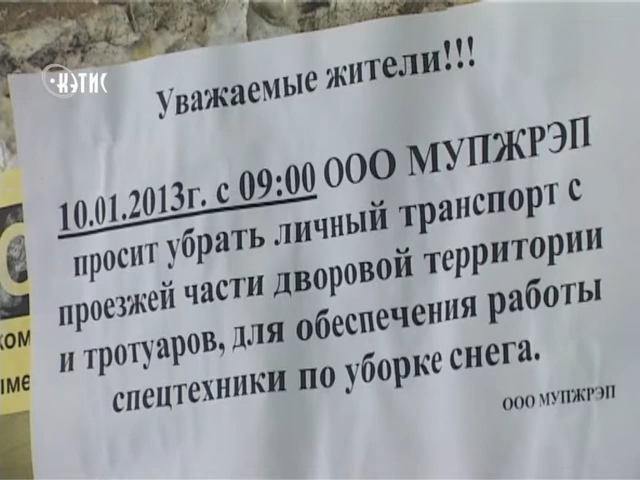 КЭТИС
Уважаемые жители!!!
10.01.2013г. с 09:00 ООО МУПЖРЭП
просит убрать личный транспорт с
проезжей части дворовой территории
и тротуаров, для обеспечения работы
спецтехники по уборке снега.
ООО МУПЖРЭП